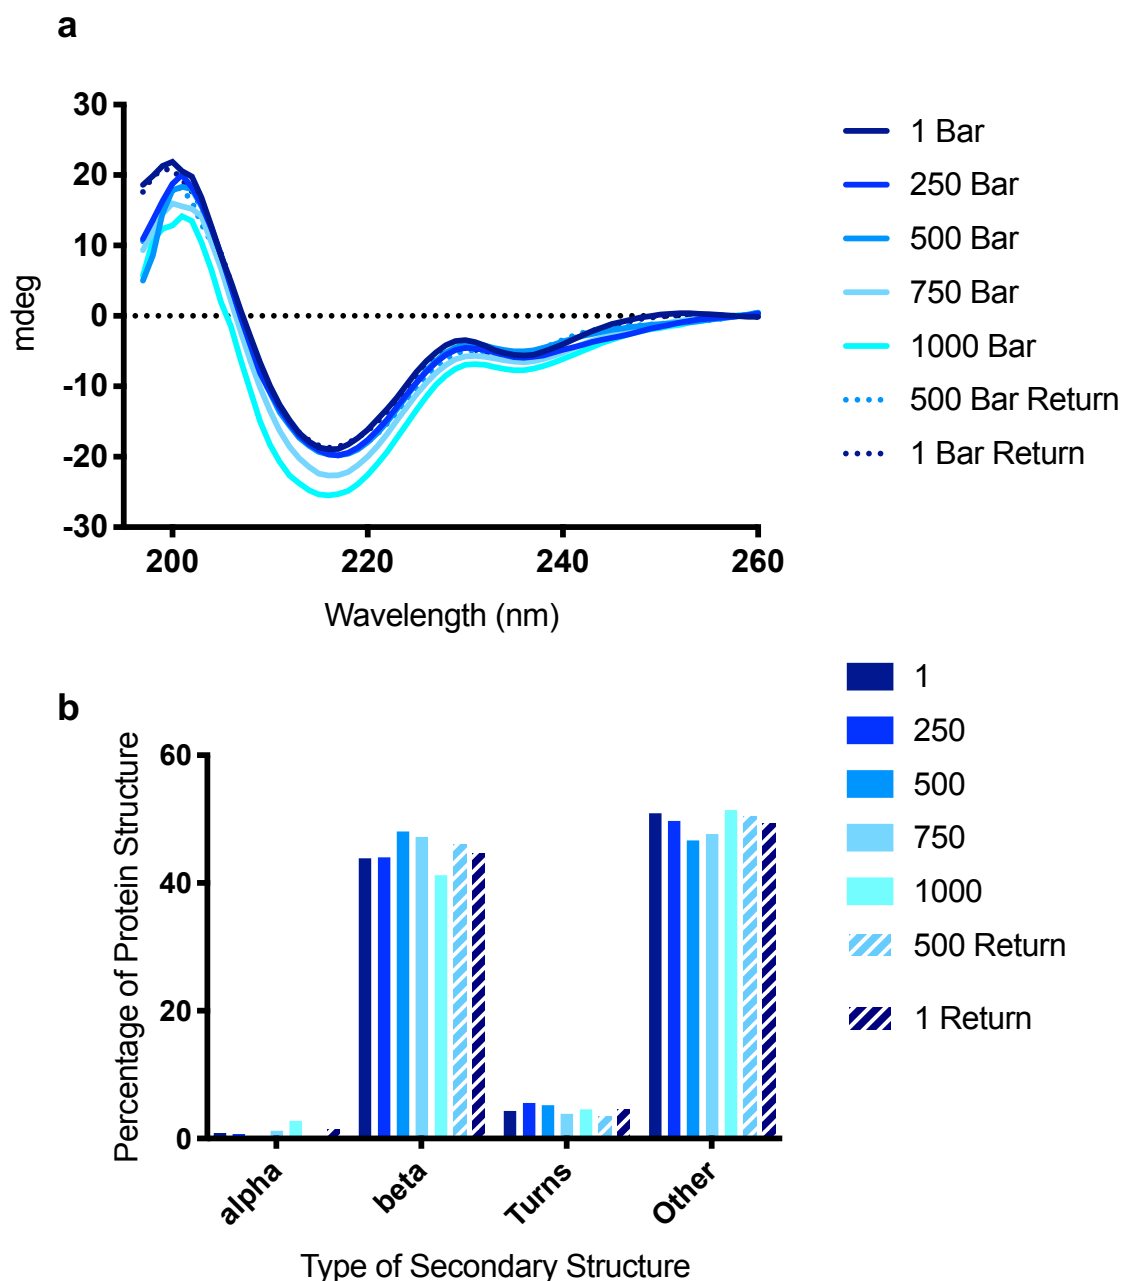 a
30
20
10
0
-10
-20
-30
mdeg
200 220 240 260
Wavelength (nm)
1 Bar
250 Bar
500 Bar
750 Bar
1000 Bar
500 Bar Return
1 Bar Return
b
60
40
20
0
Percentage of Protein Structure
alpha beta Turns Other
Type of Secondary Structure
1
250
500
750
1000
500 Return
1 Return